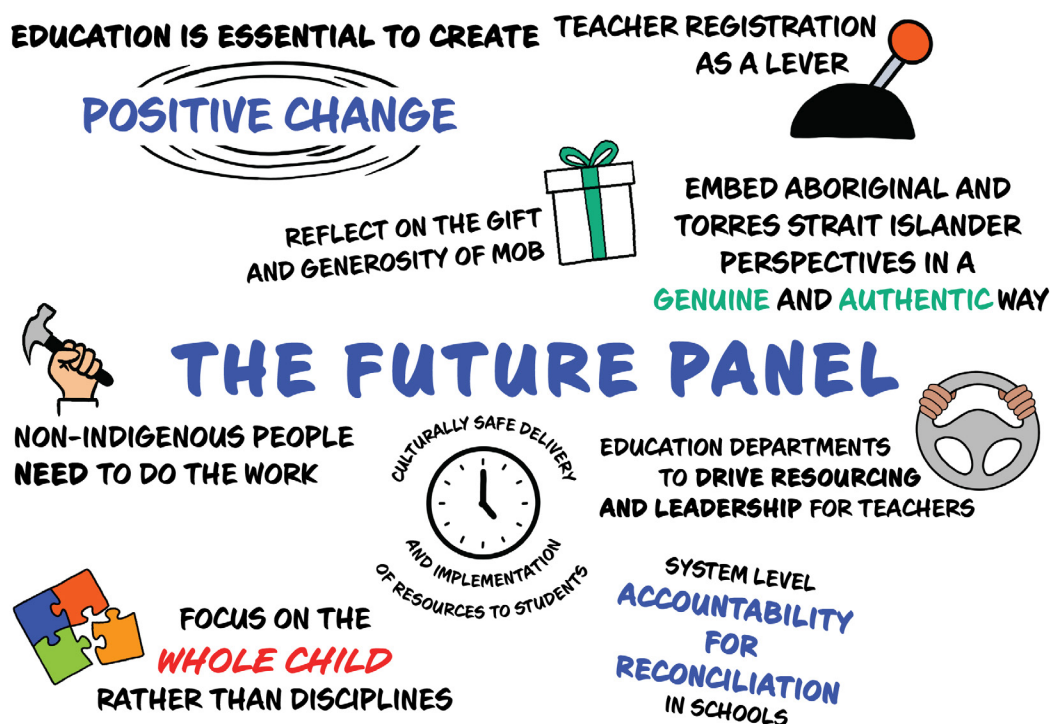 EDUCATION IS ESSENTIAL TO CREATE
POSITIVE CHANGE
TEACHER REGISTRATION
AS A LEVER
REFLECT ON THE GIFT
AND GENEROSITY OF MOB
EMBED ABORIGINAL AND
TORRES STRAIT ISLANDER
PERSPECTIVES IN A
GENUINE AND AUTHENTIC WAY
THE FUTURE PANEL
NON-INDIGENOUS PEOPLE
NEED TO DO THE WORK
CULTURALLY SAFE DELIVERY
AND IMPLEMENTATION
OF RESOURCES TO STUDENTS
EDUCATION DEPARTMENTS
TO DRIVE RESOURCING
AND LEADERSHIP FOR TEACHERS
FOCUS ON THE
WHOLE CHILD
RATHER THAN DISCIPLINES
SYSTEM LEVEL
ACCOUNTABILITY
FOR
RECONCILIATION
IN SCHOOLS